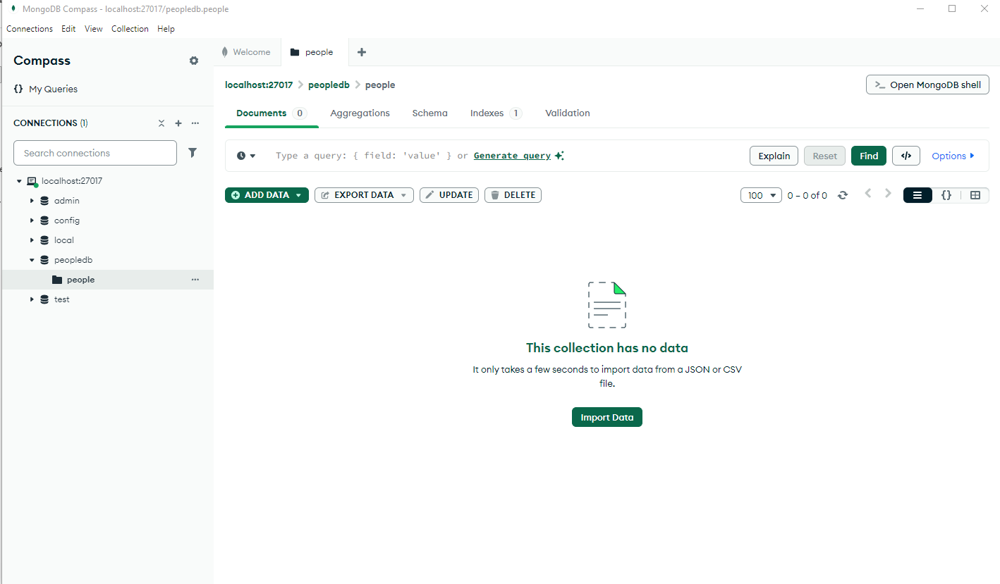 MongoDB Compass - localhost:27017/peopledb.people
Connections Edit View Collection Help
Compass
My Queries
CONNECTIONS (1)
Search connections
localhost:27017
admin
config
local
peopledb
people
test
Welcome people
localhost:27017 > peopledb > people
>_ Open MongoDB shell
Documents 0 Aggregations Schema Indexes 1 Validation
Type a query: { field: 'value' } or Generate query
Explain Reset Find </> Options
ADD DATA EXPORT DATA UPDATE DELETE
100 0 – 0 of 0 {}
This collection has no data
It only takes a few seconds to import data from a JSON or CSV
file.
Import Data